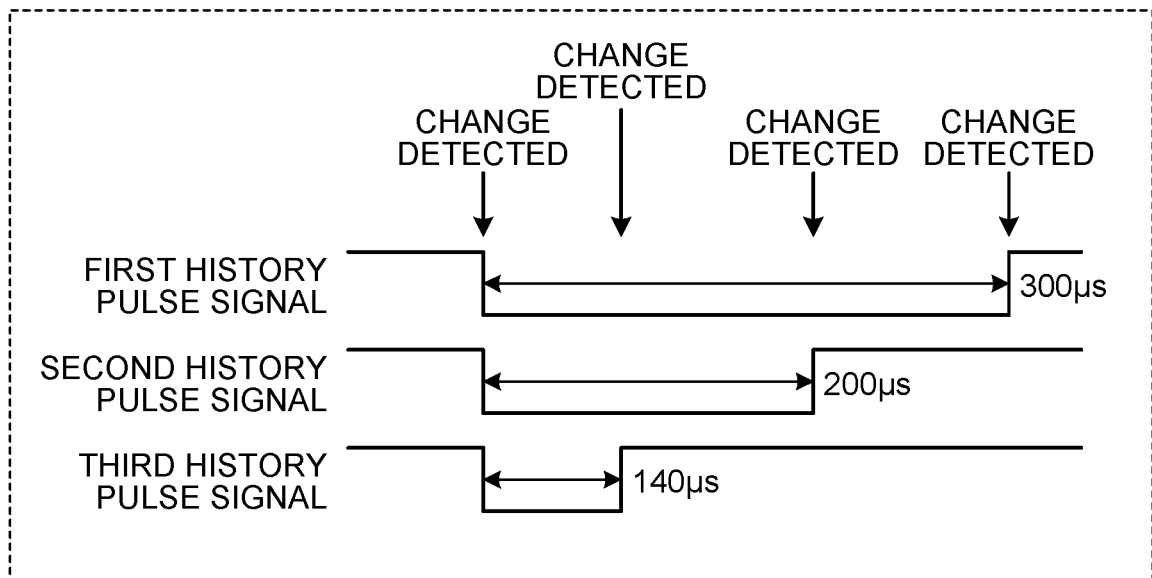 CHANGE
DETECTED
CHANGE
DETECTED
CHANGE
DETECTED
CHANGE
DETECTED
FIRST HISTORY
PULSE SIGNAL
300µs
SECOND HISTORY
PULSE SIGNAL
200µs
THIRD HISTORY
PULSE SIGNAL
140µs